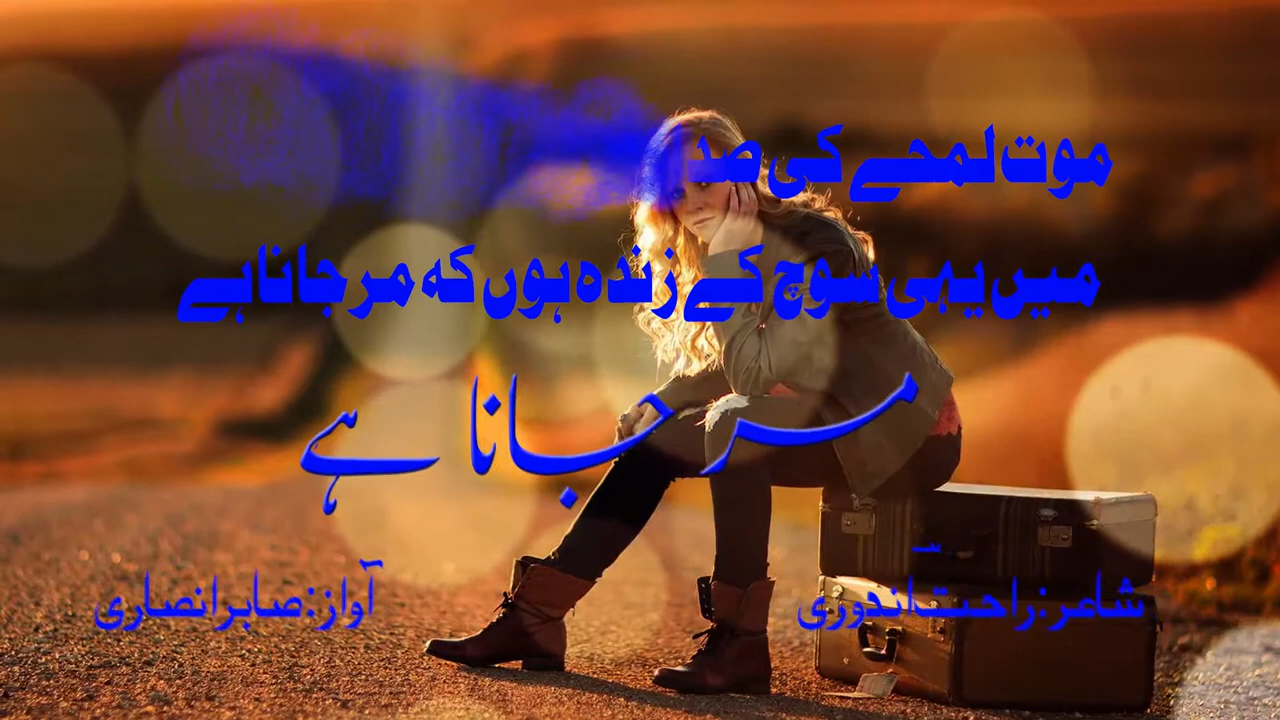 موت لمحے کی صد
میں یہی سوچ کے زندہ ہوں کہ مر جانا ہے
مر جانا ہے
شاعر: راحتؔ اندوری
آواز: صابر انصاری